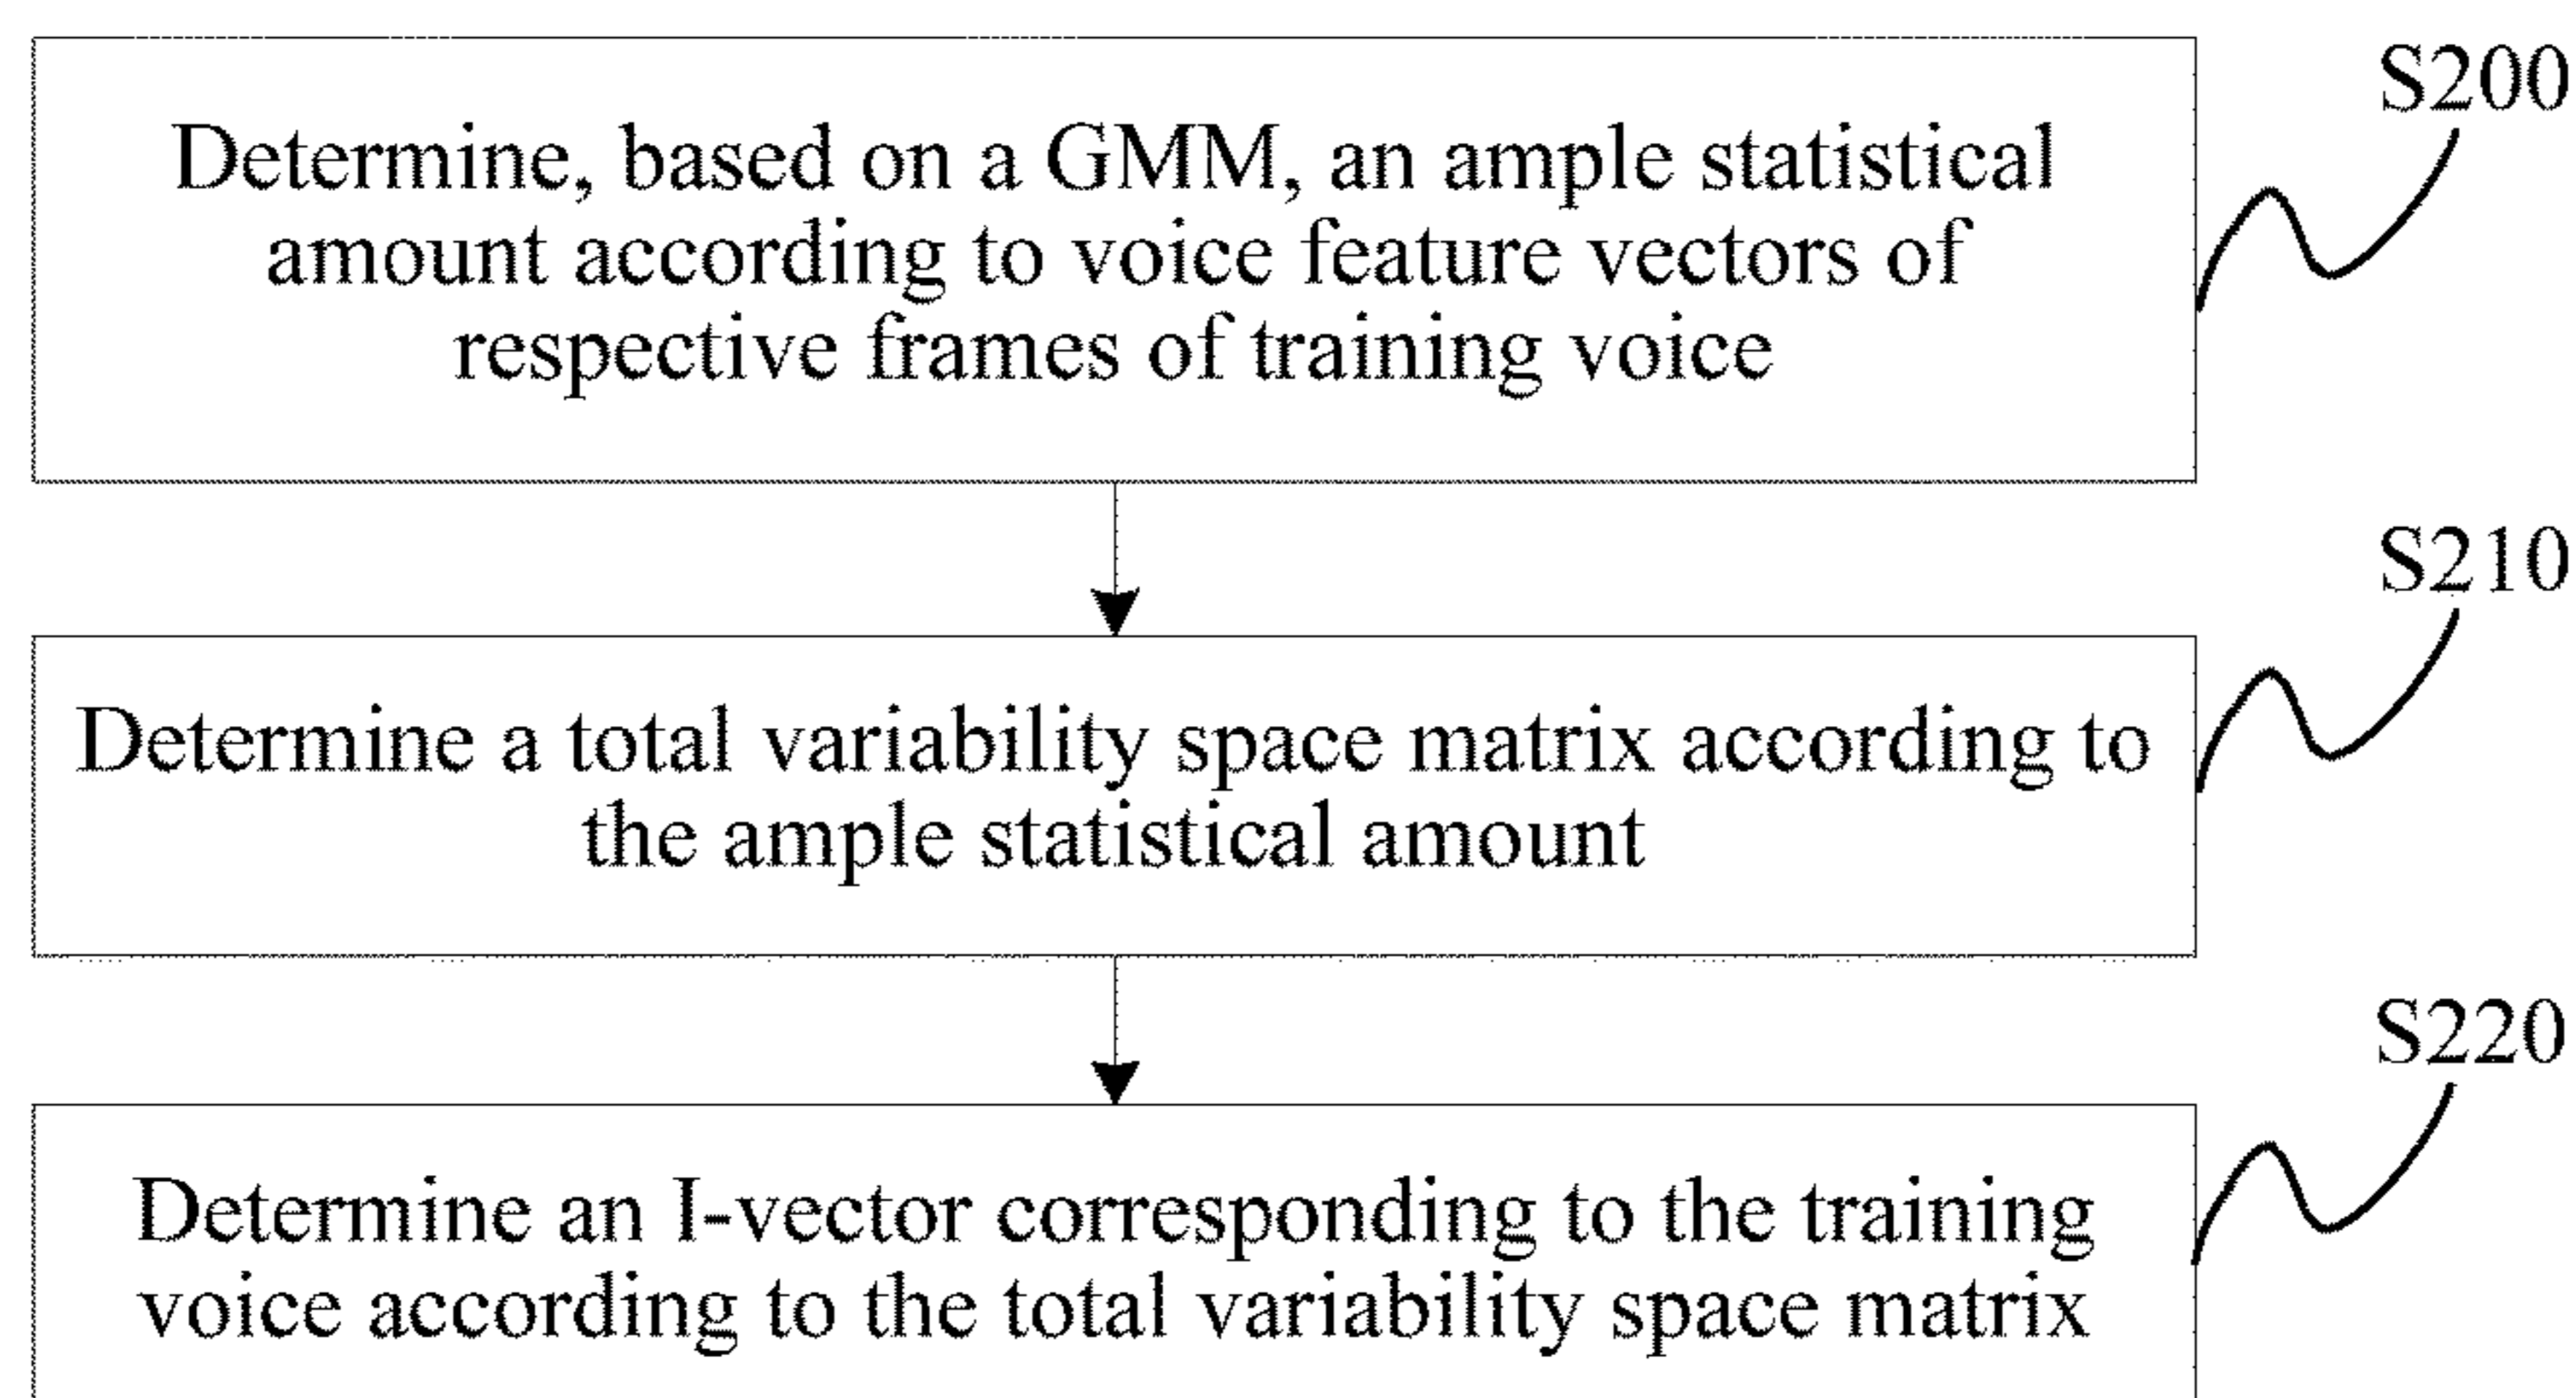 S200
Determine, based on a GMM, an ample statistical
amount according to voice feature vectors of
respective frames of training voice
S210
Determine a total variability space matrix according to
the ample statistical amount
S220
Determine an I-vector corresponding to the training
voice according to the total variability space matrix